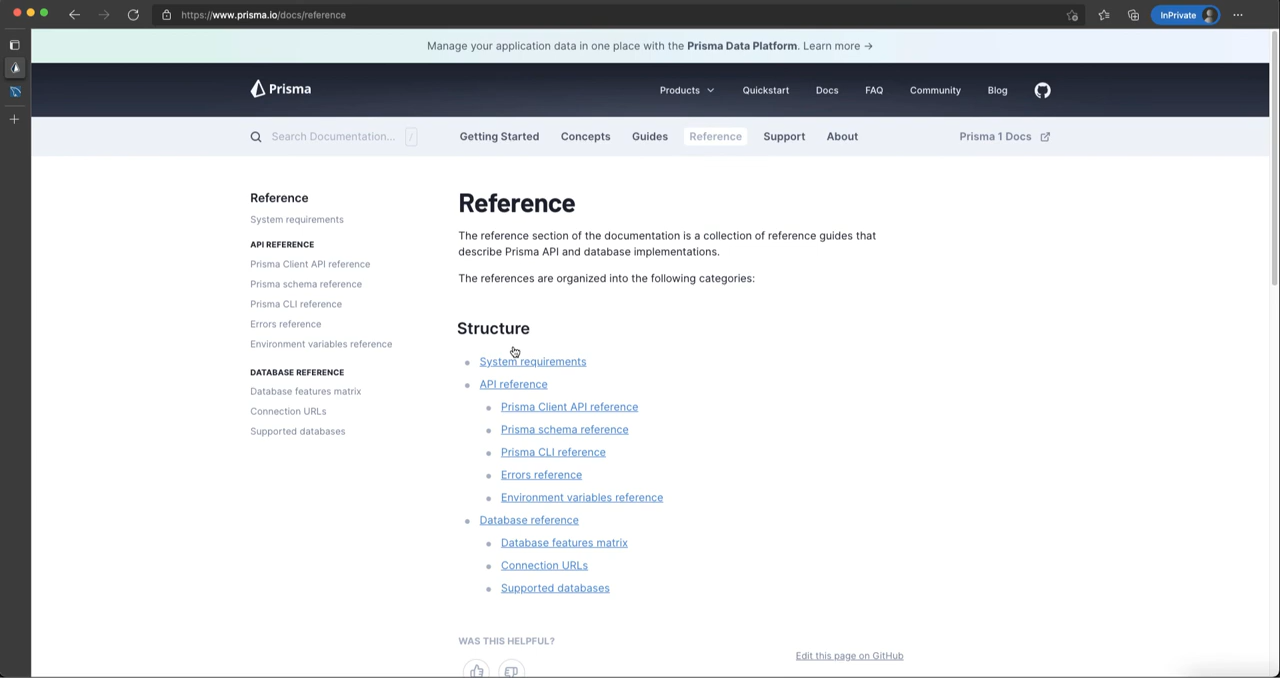 https://www.prisma.io/docs/reference
InPrivate
Manage your application data in one place with the Prisma Data Platform. Learn more →
Prisma
Products
Quickstart
Docs
FAQ
Community
Blog
Search Documentation... /
Getting Started
Concepts
Guides
Reference
Support
About
Prisma 1 Docs
Reference
System requirements
API REFERENCE
Prisma Client API reference
Prisma schema reference
Prisma CLI reference
Errors reference
Environment variables reference
DATABASE REFERENCE
Database features matrix
Connection URLs
Supported databases
Reference
The reference section of the documentation is a collection of reference guides that
describe Prisma API and database implementations.
The references are organized into the following categories:
Structure
System requirements
API reference
Prisma Client API reference
Prisma schema reference
Prisma CLI reference
Errors reference
Environment variables reference
Database reference
Database features matrix
Connection URLs
Supported databases
WAS THIS HELPFUL?
Edit this page on GitHub